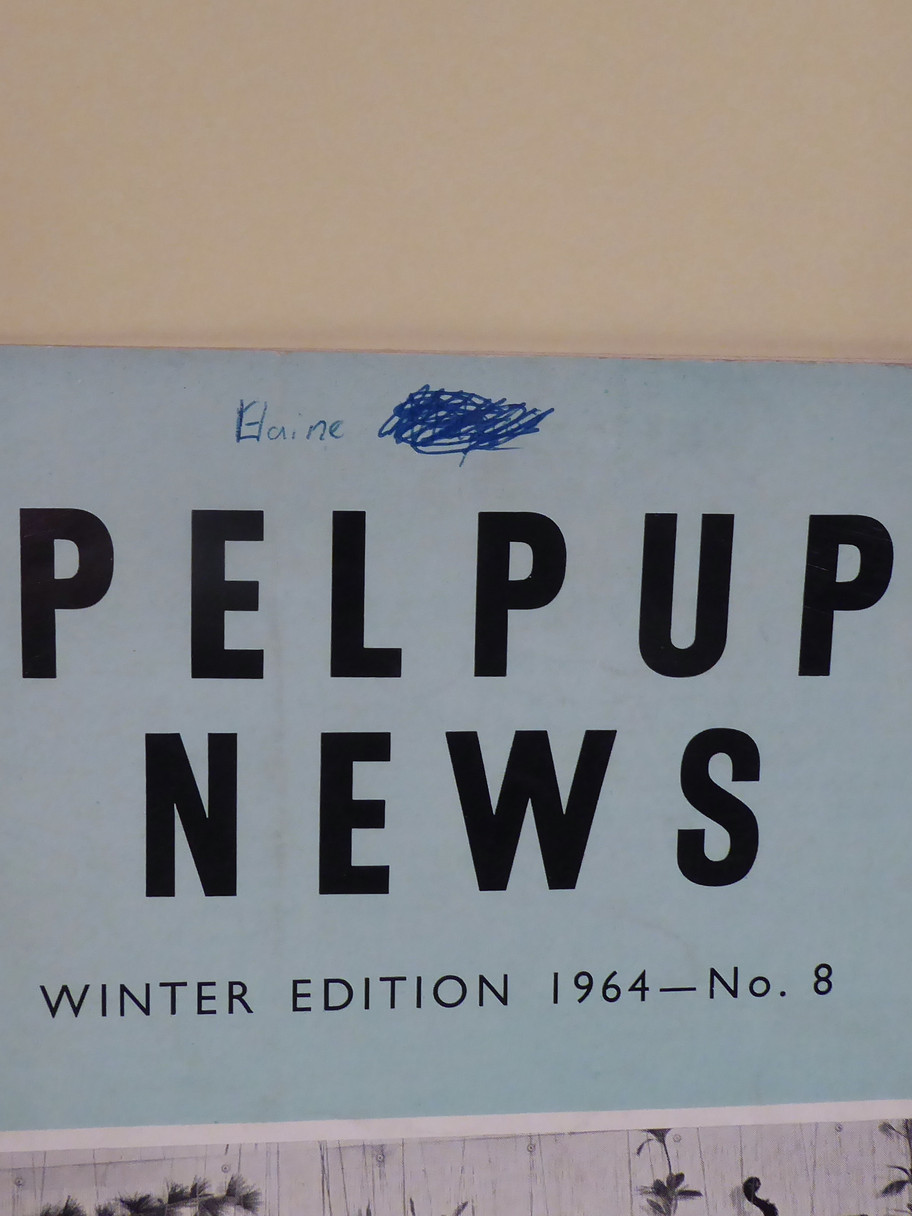 Elaine
PELPUP
NEWS
WINTER EDITION 1964—No. 8